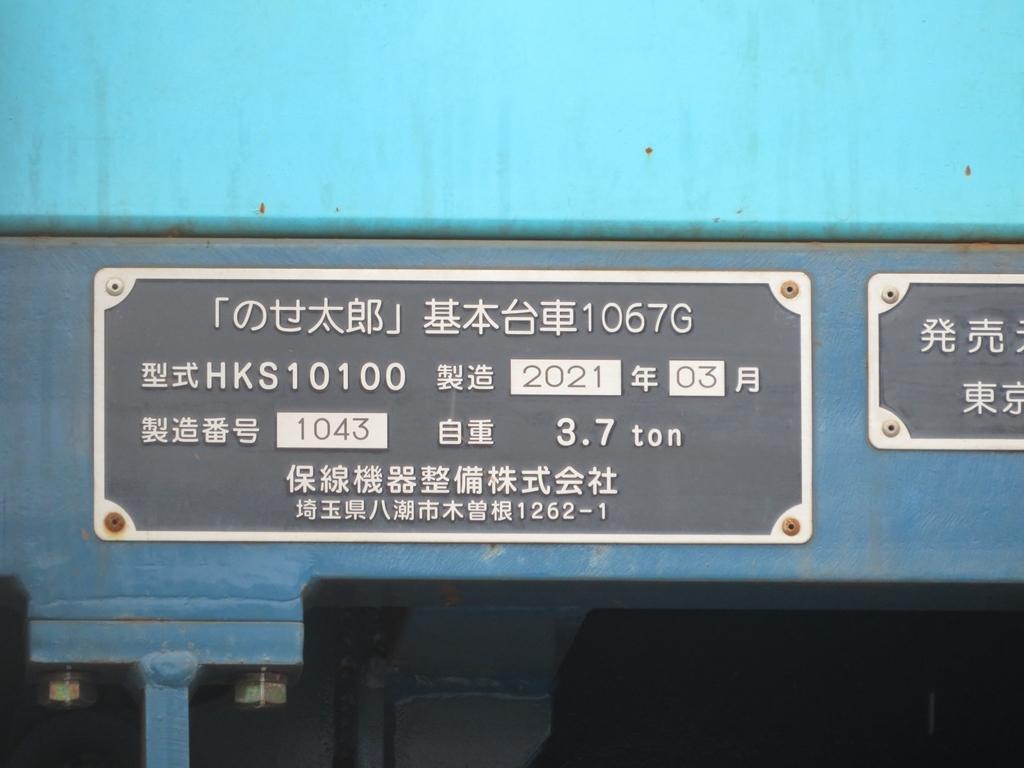 「のせ太郎」基本台車1067G
型式HKS10100 製造 2021 年 03 月
製造番号 1043 自重 3.7 ton
保線機器整備株式会社
埼玉県八潮市木曽根1262-1
発売
東京